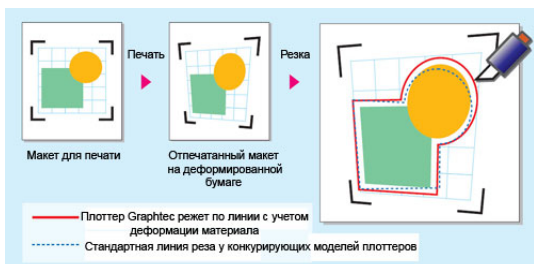 Печать
Резка
Макет для печати
Отпечатанный макет
на деформированной
бумаге
Плоттер Graphtec режет по линии с учетом
деформации материала
Стандартная линия реза у конкурирующих моделей плоттеров